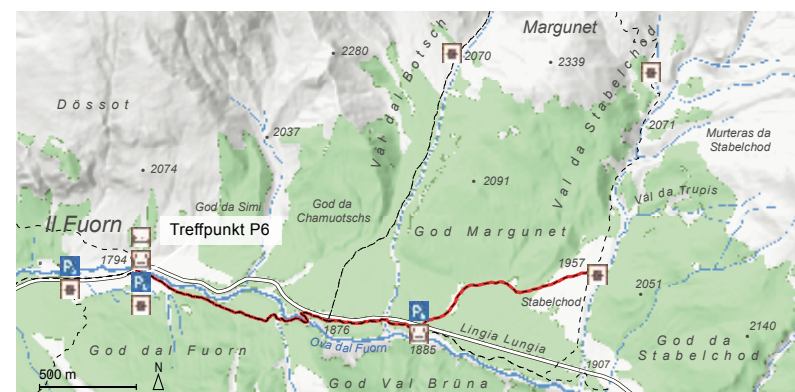 Margunet
2280
2070
2339
Val dal Botsch
Val da Stabelchod
Dössot
2037
2071
Murteras da
Stabelchod
2074
2091
God da Simi
God da
Chamuotschs
Val da Trupis
Il Fuorn
Treffpunkt P6
God Margunet
1794
1957
2051
Stabelchod
1876
Lingia Lungia
God da
Stabelchod
2140
Ova dal Fuorn
1885
God dal Fuorn
1907
500 m
N
God Val Brüna